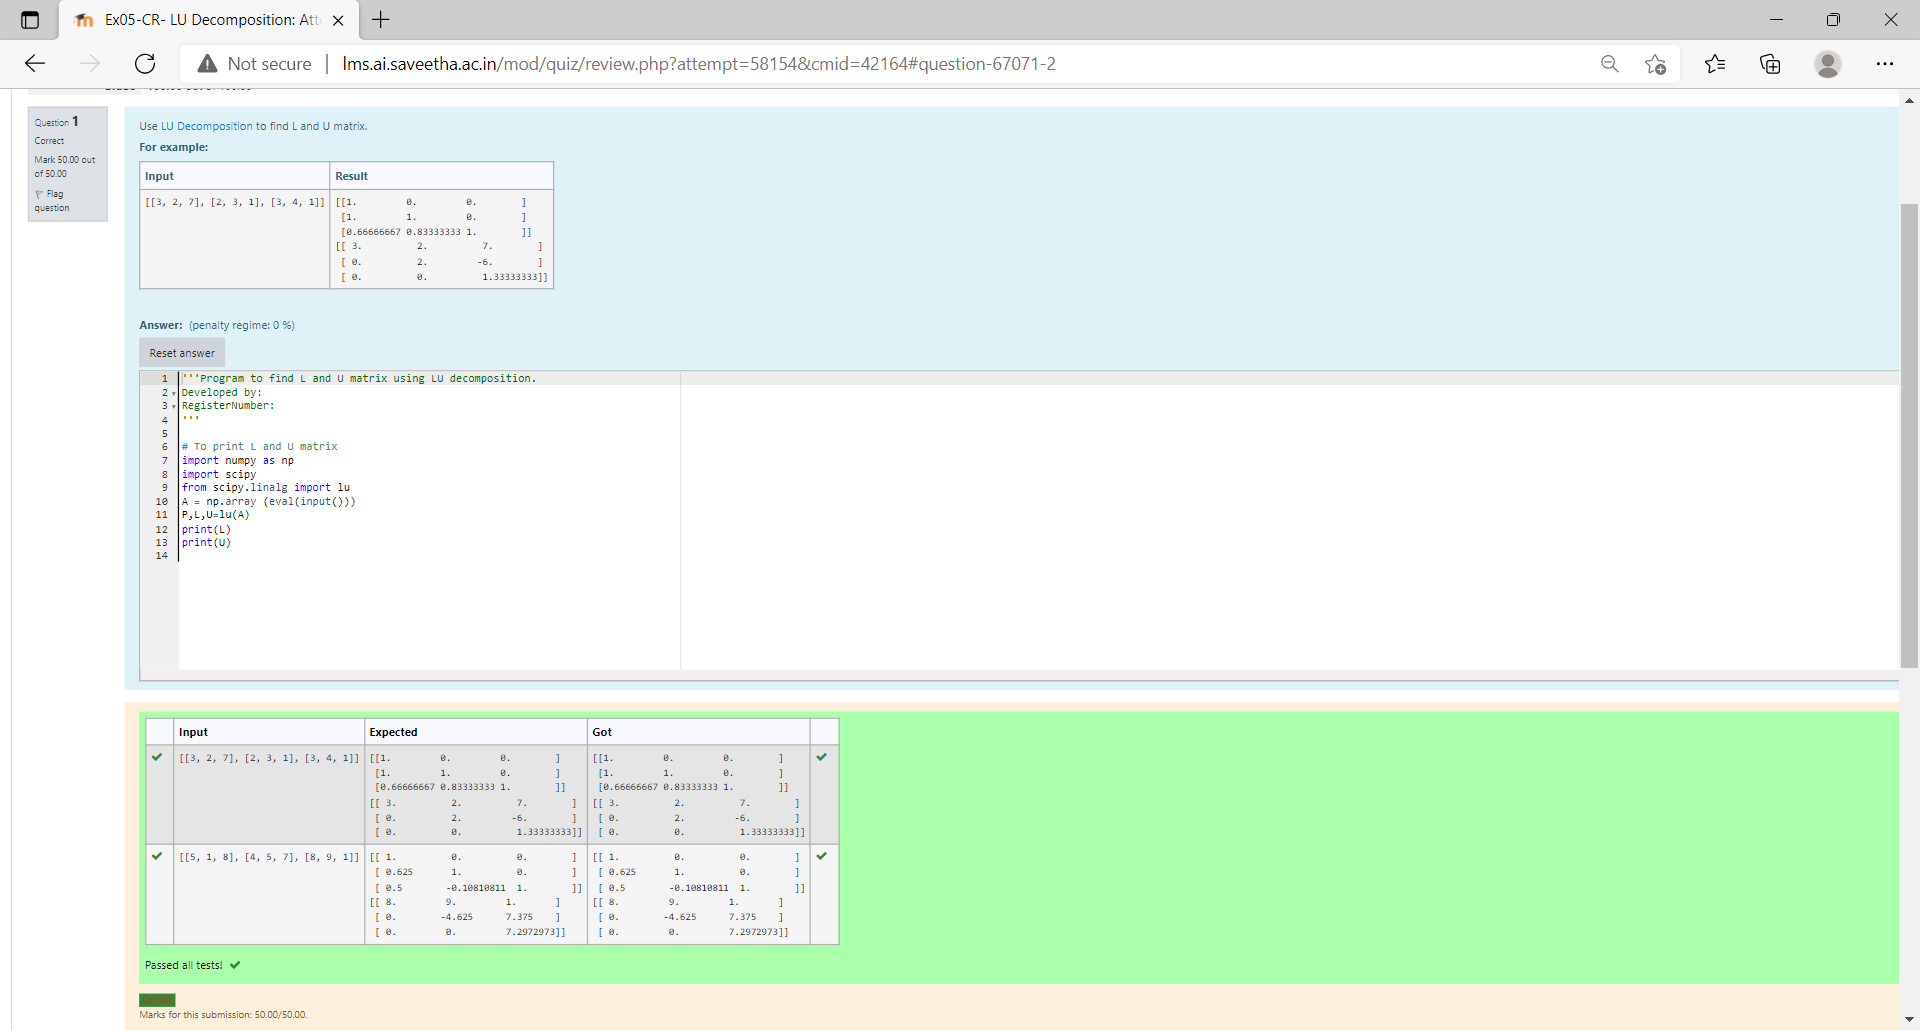 Ex05-CR- LU Decomposition: Att
Not secure | lms.ai.saveetha.ac.in/mod/quiz/review.php?attempt=58154&cmid=42164#question-67071-2
Question 1
Correct
Mark 50.00 out
of 50.00
Flag
question
Use LU Decomposition to find L and U matrix.
For example:
Input Result
[[3, 2, 7], [2, 3, 1], [3, 4, 1]] [[1. 0. 0. ]
[1. 1. 0. ]
[0.66666667 0.83333333 1. ]]
[[ 3. 2. 7. ]
[ 0. 2. -6. ]
[ 0. 0. 1.33333333]]
Answer: (penalty regime: 0 %)
Reset answer
1 '''Program to find L and U matrix using LU decomposition.
2 Developed by:
3 RegisterNumber:
4 '''
5
6 # To print L and U matrix
7 import numpy as np
8 import scipy
9 from scipy.linalg import lu
10 A = np.array (eval(input()))
11 P,L,U=lu(A)
12 print(L)
13 print(U)
14
Input Expected Got
[[3, 2, 7], [2, 3, 1], [3, 4, 1]] [[1. 0. 0. ] [[1. 0. 0. ]
[1. 1. 0. ] [1. 1. 0. ]
[0.66666667 0.83333333 1. ]] [0.66666667 0.83333333 1. ]]
[[ 3. 2. 7. ] [[ 3. 2. 7. ]
[ 0. 2. -6. ] [ 0. 2. -6. ]
[ 0. 0. 1.33333333]] [ 0. 0. 1.33333333]]
[[5, 1, 8], [4, 5, 7], [8, 9, 1]] [[ 1. 0. 0. ] [[ 1. 0. 0. ]
[ 0.625 1. 0. ] [ 0.625 1. 0. ]
[ 0.5 -0.10810811 1. ]] [ 0.5 -0.10810811 1. ]]
[[ 8. 9. 1. ] [[ 8. 9. 1. ]
[ 0. -4.625 7.375 ] [ 0. -4.625 7.375 ]
[ 0. 0. 7.2972973]] [ 0. 0. 7.2972973]]
Passed all tests!
Marks for this submission: 50.00/50.00.